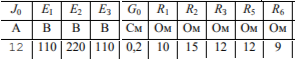 J₀ E₁ E₂ E₃ G₀ R₁ R₂ R₃ R₅ R₆
А В В В См Ом Ом Ом Ом Ом
12 110 220 110 0,2 10 15 12 12 9